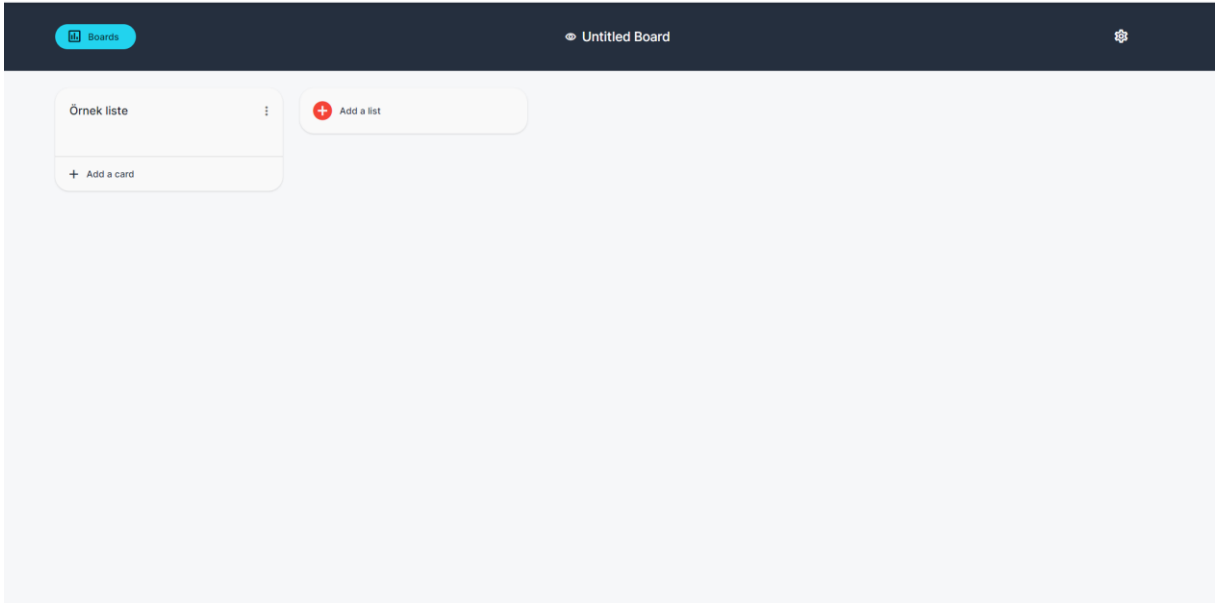 Boards
Untitled Board
Örnek liste
Add a list
Add a card